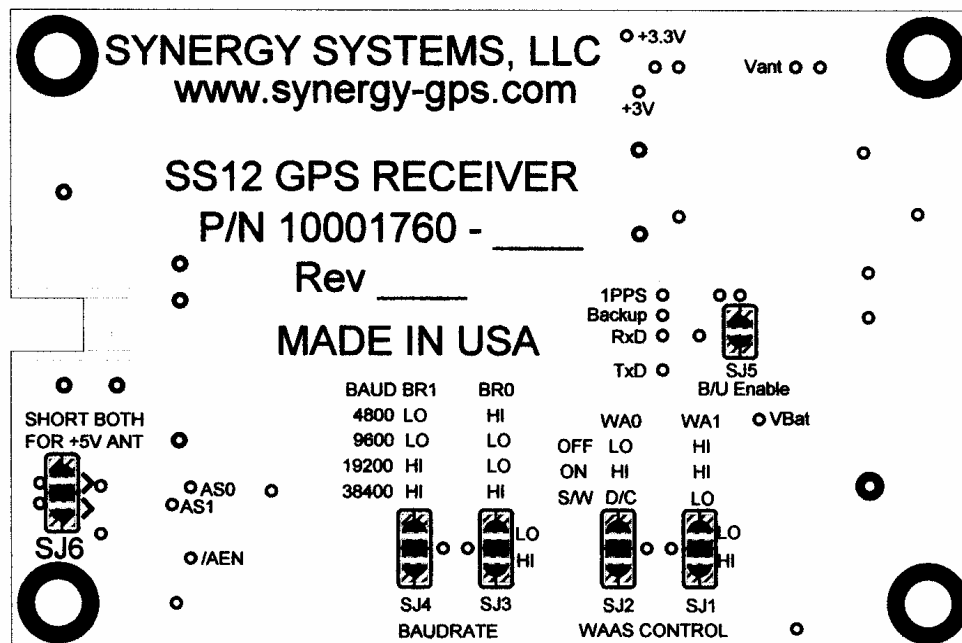 SYNERGY SYSTEMS, LLC
www.synergy-gps.com
+3.3V
Vant
+3V
SS12 GPS RECEIVER
P/N 10001760 - ____
Rev ____
MADE IN USA
1PPS
Backup
RxD
TxD
SJ5
B/U Enable
VBat
SHORT BOTH
FOR +5V ANT
SJ6
AS0
AS1
/AEN
BAUD BR1 BR0
4800 LO HI
9600 LO LO
19200 HI LO
38400 HI HI
LO
HI
SJ4 SJ3
BAUDRATE
WA0 WA1
OFF LO HI
ON HI HI
S/W D/C LO
LO
HI
SJ2 SJ1
WAAS CONTROL